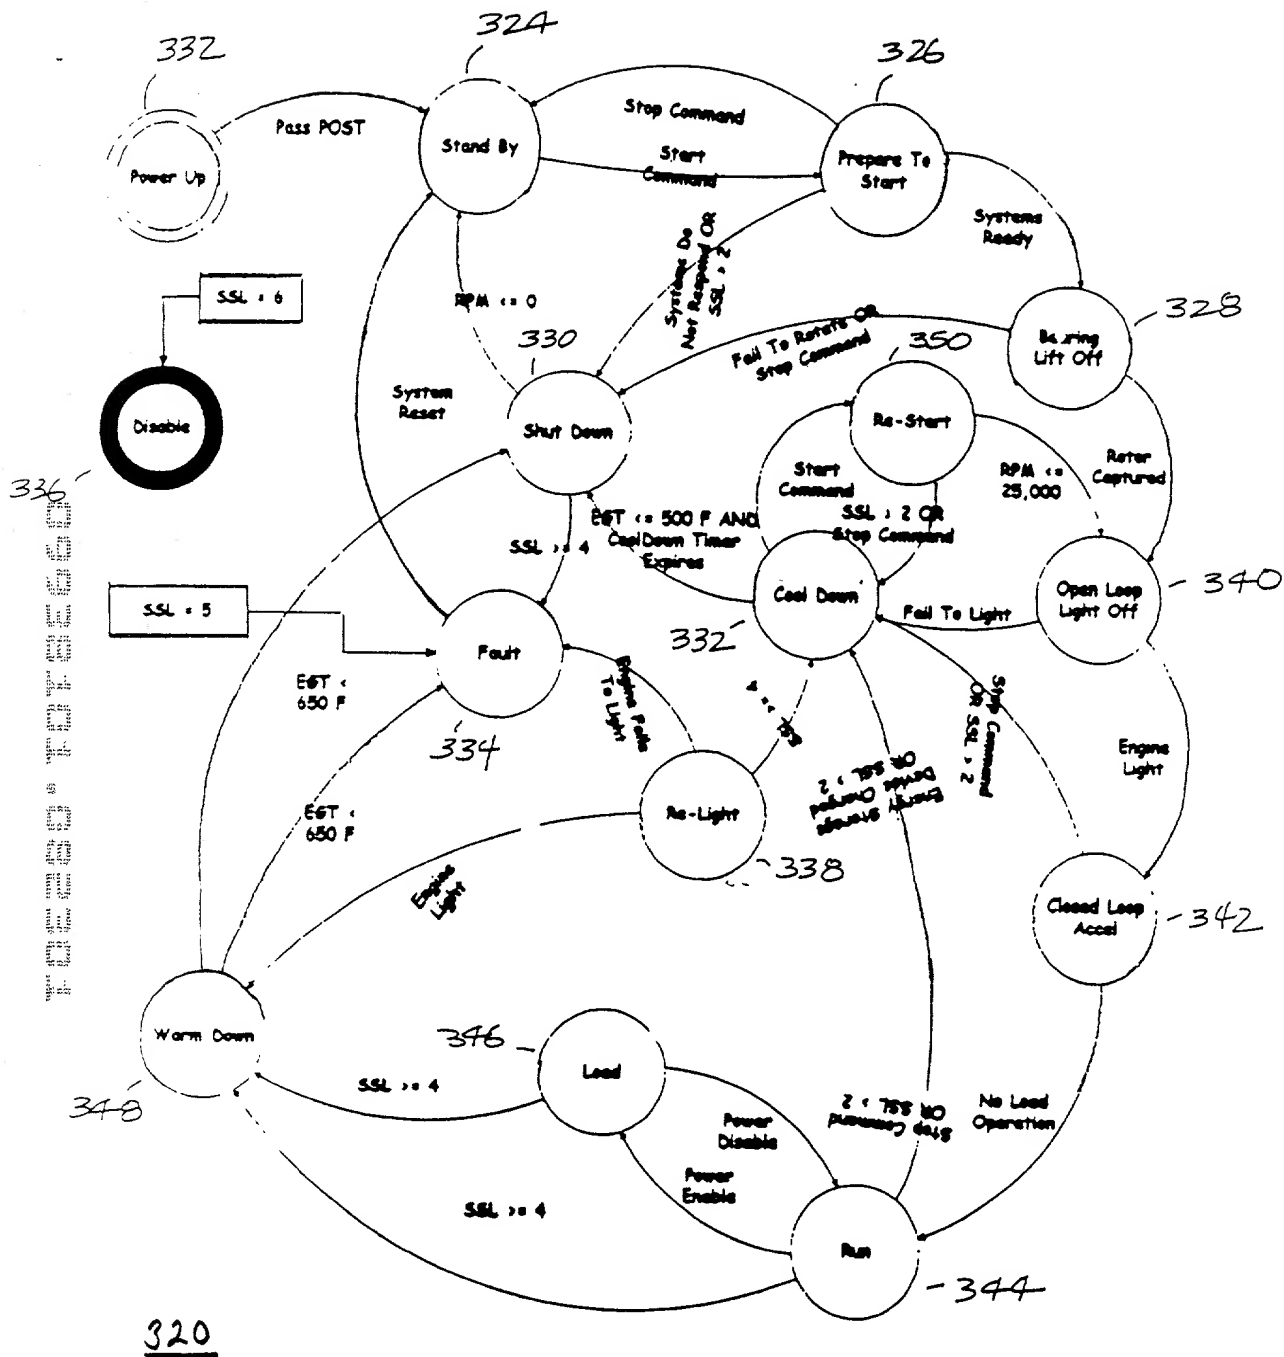 332
324
326
Pass POST
Stop Command
Stand By
Start
Command
Power Up
Prepare To
Start
Systems
Ready
Systems Do
Not Respond OR
SSL > 2
SSL = 6
RPM <= 0
328
330
Fail To Rotate OR
Stop Command
350
Bearing
Lift Off
System
Reset
Disable
Shut Down
Re-Start
336
Start
Command
RPM <=
25,000
Rotor
Captured
EGT <= 500 F AND
CoolDown Timer
Expires
SSL > 2 OR
Stop Command
SSL >= 4
SSL = 5
Cool Down
Open Loop
Light Off
340
Fail To Light
332
Fault
Engine Fails
To Light
EGT <
650 F
334
Stop Command
OR SSL > 2
Engine
Light
Energy Storage
Device Charged
OR SSL > 2
EGT <
650 F
Re-Light
338
Engine
Light
Closed Loop
Accel
342
Warm Down
346
Load
348
SSL >= 4
Power
Disable
Stop Command
OR SSL > 2
No Load
Operation
Power
Enable
SSL >= 4
Run
344
320